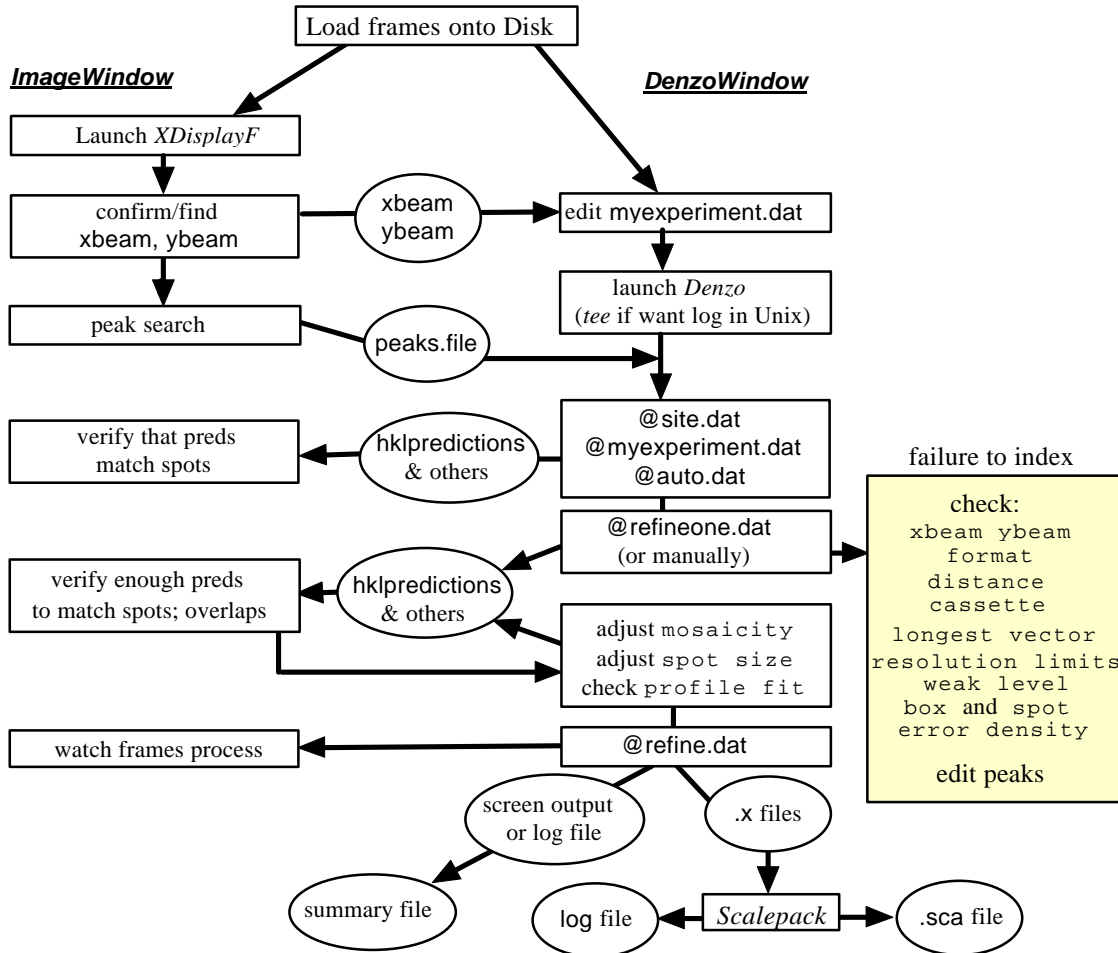 Load frames onto Disk
ImageWindow
DenzoWindow
Launch XDisplayF
confirm/find
xbeam, ybeam
xbeam
ybeam
edit myexperiment.dat
launch Denzo
(tee if want log in Unix)
peak search
peaks.file
@site.dat
@myexperiment.dat
@auto.dat
verify that preds
match spots
hklpredictions
& others
@refineone.dat
(or manually)
failure to index
check:
xbeam ybeam
format
distance
cassette
longest vector
resolution limits
weak level
box and spot
error density
edit peaks
verify enough preds
to match spots; overlaps
hklpredictions
& others
adjust mosaicity
adjust spot size
check profile fit
watch frames process
@refine.dat
screen output
or log file
.x files
summary file
log file
Scalepack
.sca file